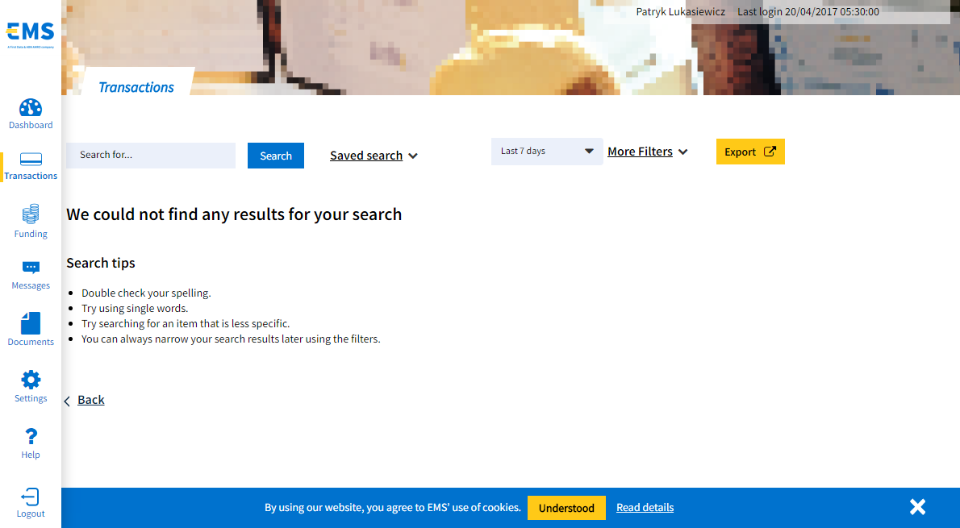 Patryk Lukasiewicz Last login 20/04/2017 05:30:00
EMS
Transactions
Dashboard
Transactions
Funding
Messages
Documents
Settings
Help
Logout
Search for... Search Saved search Last 7 days More Filters Export
We could not find any results for your search
Search tips
Double check your spelling.
Try using single words.
Try searching for an item that is less specific.
You can always narrow your search results later using the filters.
Back
By using our website, you agree to EMS' use of cookies. Understood Read details